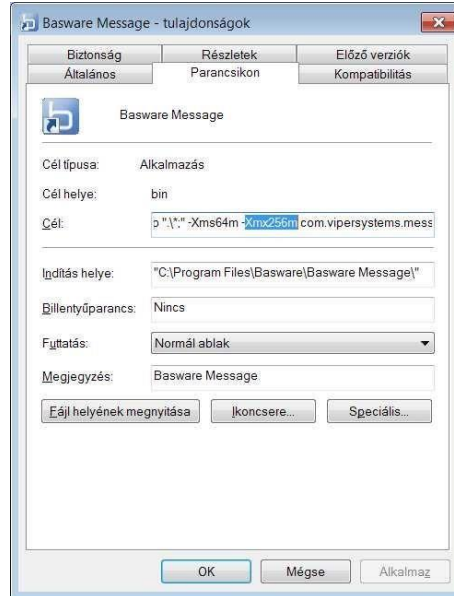 Basware Message - tulajdonságok
Biztonság Részletek Előző verziók
Általános Parancsikon Kompatibilitás
Basware Message
Cél típusa: Alkalmazás
Cél helye: bin
Cél: p ".\*;" -Xms64m -Xmx256m com.vipersystems.mess
Indítás helye: "C:\Program Files\Basware\Basware Message\"
Billentyűparancs: Nincs
Futtatás: Normál ablak
Megjegyzés: Basware Message
Fájl helyének megnyitása Ikoncsere... Speciális...
OK Mégse Alkalmaz